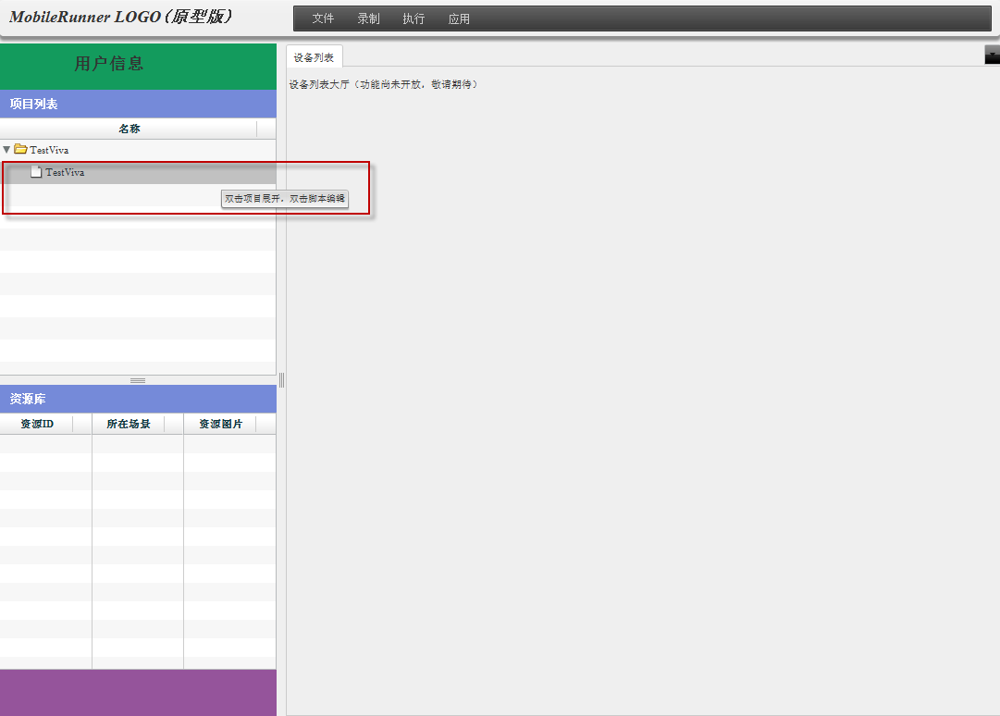 MobileRunner LOGO(原型版)
文件 录制 执行 应用
用户信息
设备列表
设备列表大厅（功能尚未开放，敬请期待）
项目列表
名称
TestViva
TestViva
双击项目展开，双击脚本编辑
资源库
资源ID 所在场景 资源图片